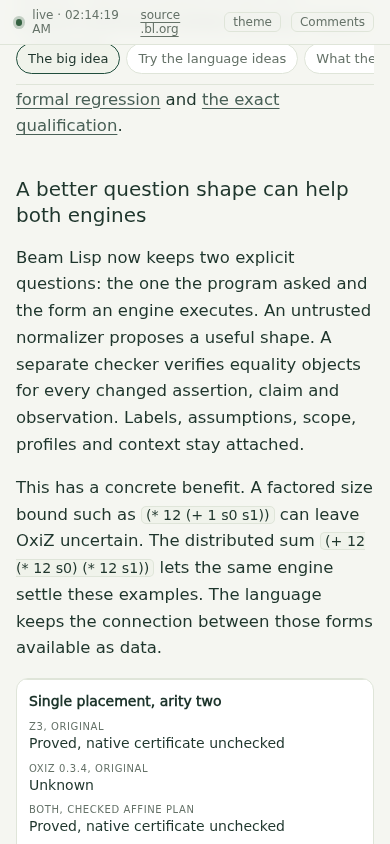 live · 02:14:19 AM
source .bl.org
theme
Comments
The big idea
Try the language ideas
What the
formal regression and the exact
qualification.
A better question shape can help
both engines
Beam Lisp now keeps two explicit
questions: the one the program asked and
the form an engine executes. An untrusted
normalizer proposes a useful shape. A
separate checker verifies equality objects
for every changed assertion, claim and
observation. Labels, assumptions, scope,
profiles and context stay attached.
This has a concrete benefit. A factored size
bound such as (* 12 (+ 1 s0 s1)) can leave
OxiZ uncertain. The distributed sum (+ 12
(* 12 s0) (* 12 s1)) lets the same engine
settle these examples. The language
keeps the connection between those forms
available as data.
Single placement, arity two
Z3, ORIGINAL
Proved, native certificate unchecked
OXIZ 0.3.4, ORIGINAL
Unknown
BOTH, CHECKED AFFINE PLAN
Proved, native certificate unchecked